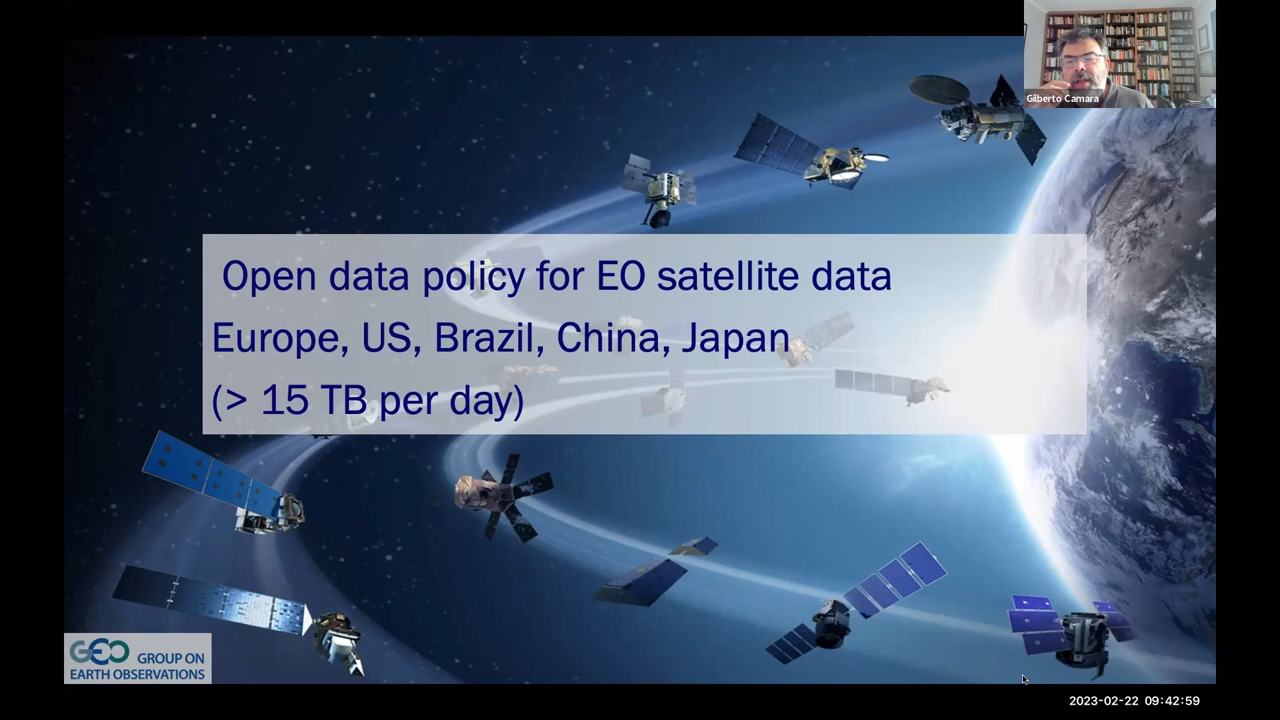 Gilberto Camara
Open data policy for EO satellite data
Europe, US, Brazil, China, Japan
(> 15 TB per day)
GEO GROUP ON
EARTH OBSERVATIONS
2023-02-22 09:42:59